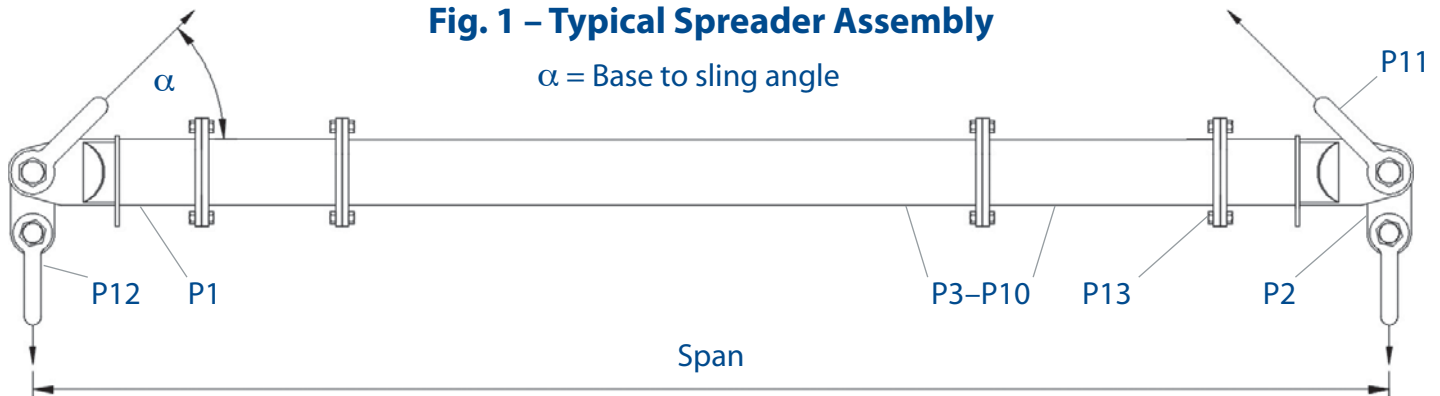 Fig. 1 – Typical Spreader Assembly
α = Base to sling angle
α
P11
P12
P1
P3–P10
P13
P2
Span